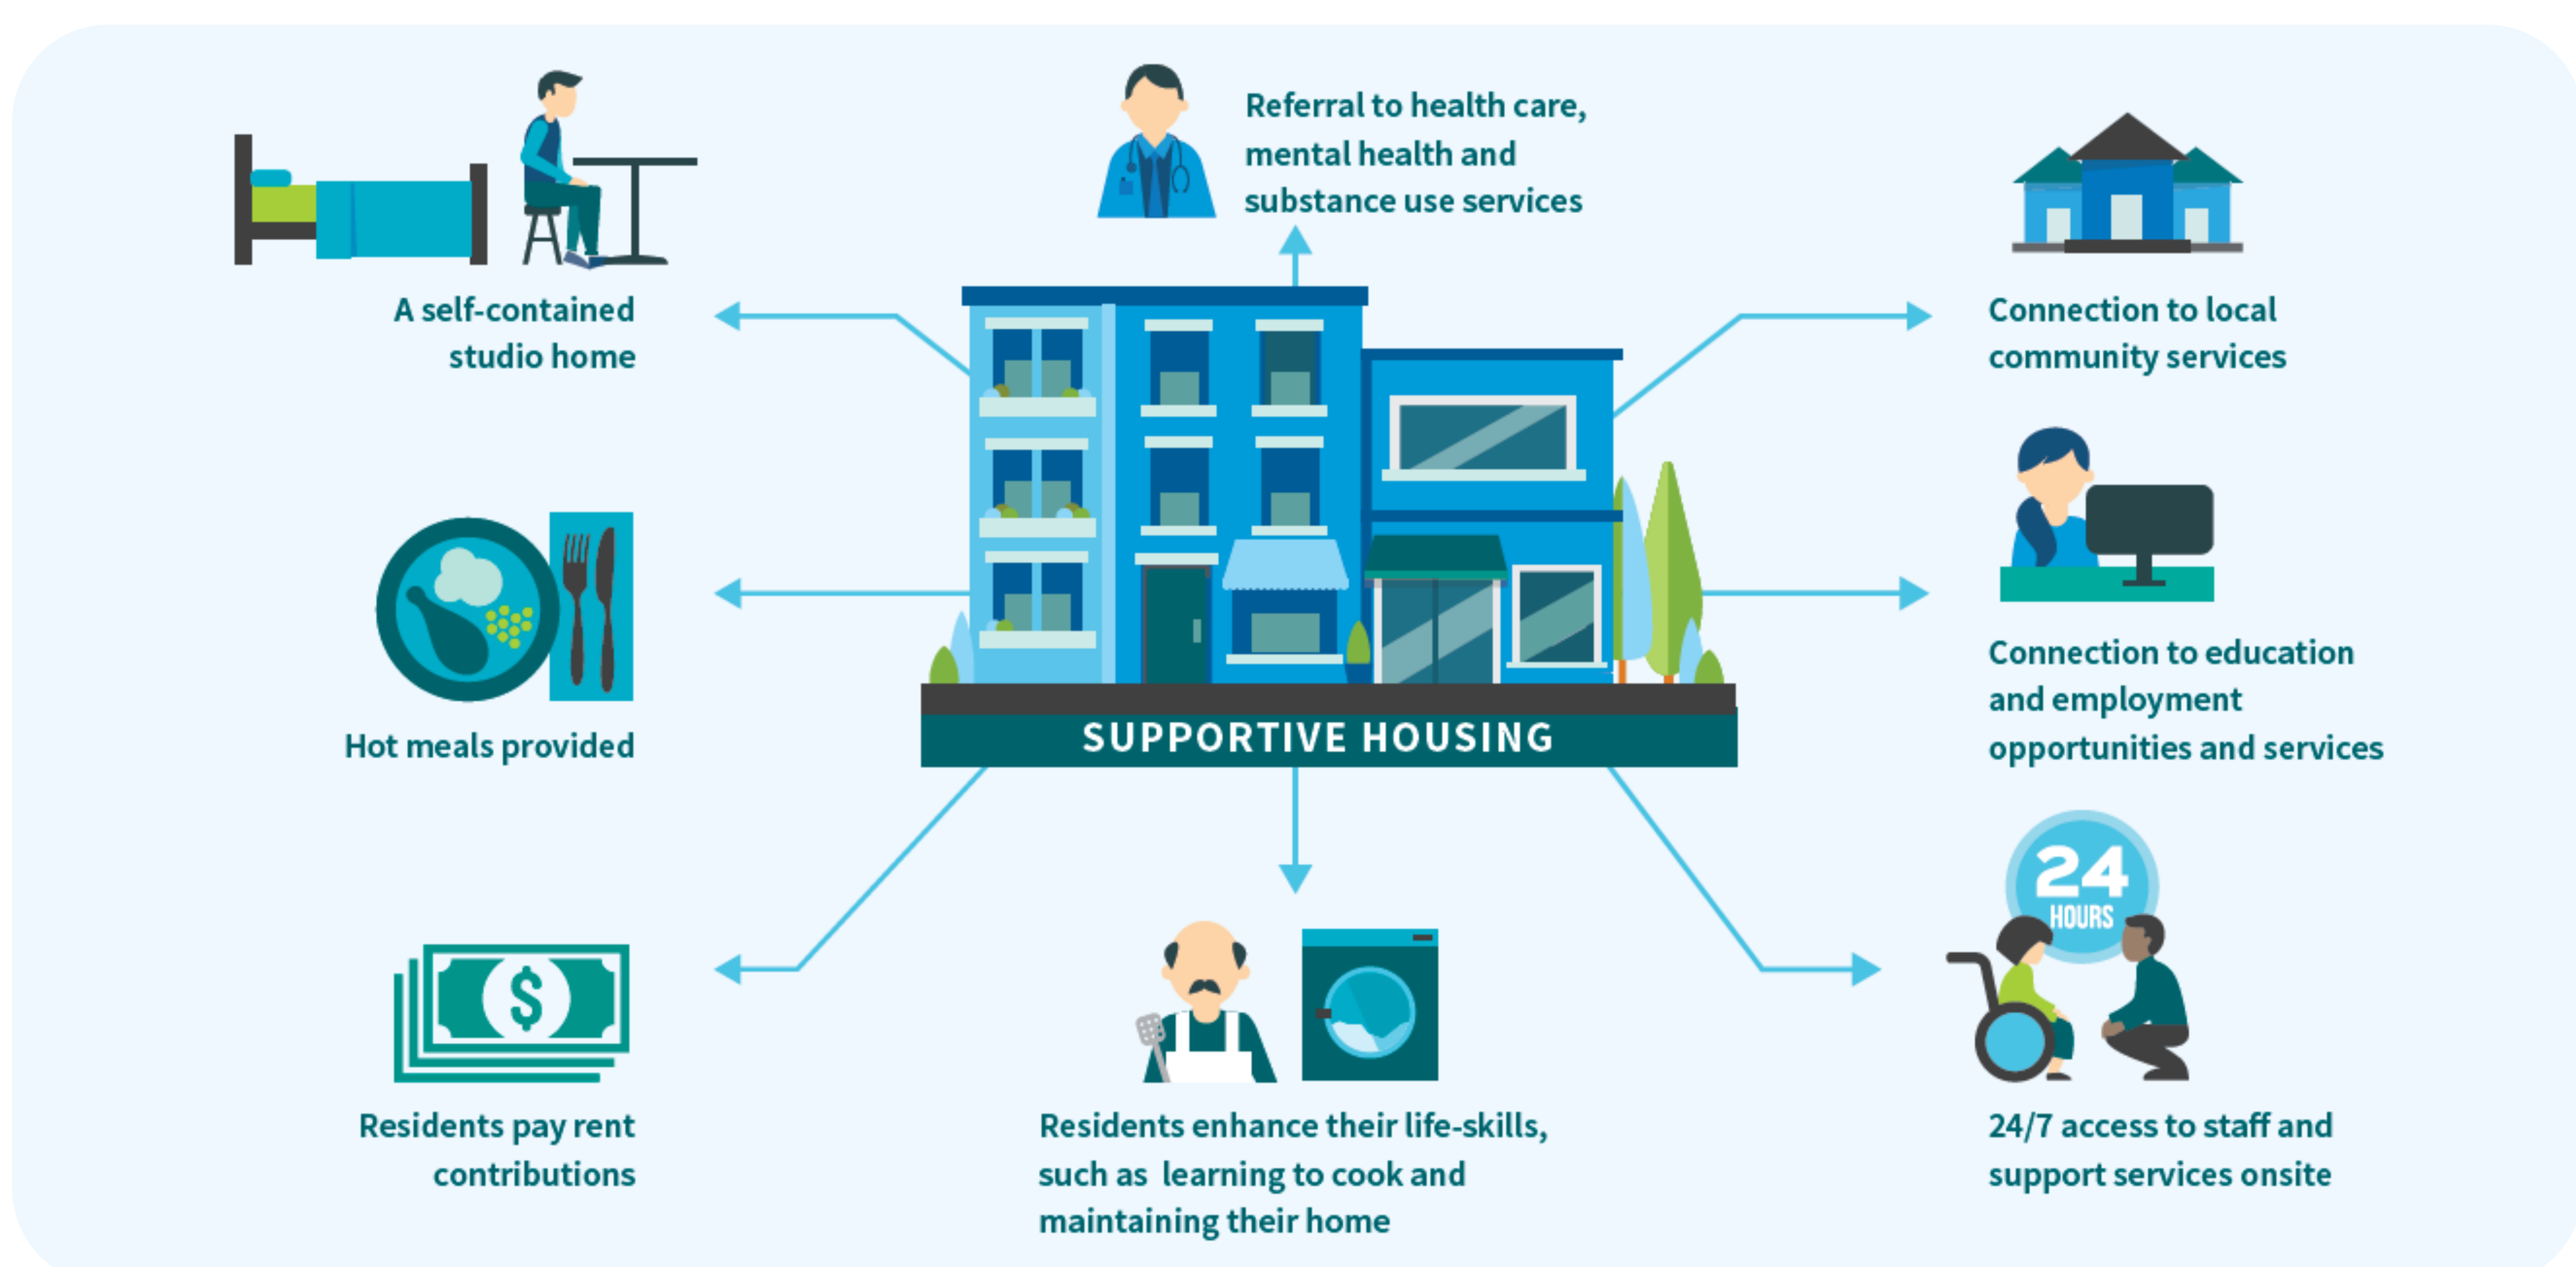 Referral to health care,
mental health and
substance use services
A self-contained
studio home
Connection to local
community services
Hot meals provided
SUPPORTIVE HOUSING
Connection to education
and employment
opportunities and services
$
Residents pay rent
contributions
Residents enhance their life-skills,
such as  learning to cook and
maintaining their home
24
HOURS
24/7 access to staff and
support services onsite